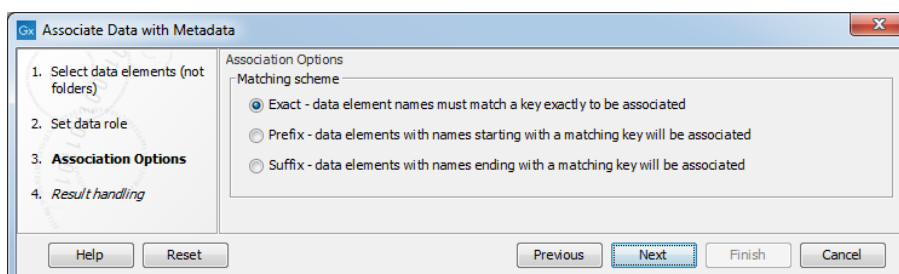 Gx Associate Data with Metadata
1. Select data elements (not
folders)
2. Set data role
3. Association Options
4. Result handling
Association Options
Matching scheme
Exact - data element names must match a key exactly to be associated
Prefix - data elements with names starting with a matching key will be associated
Suffix - data elements with names ending with a matching key will be associated
Help Reset Previous Next Finish Cancel